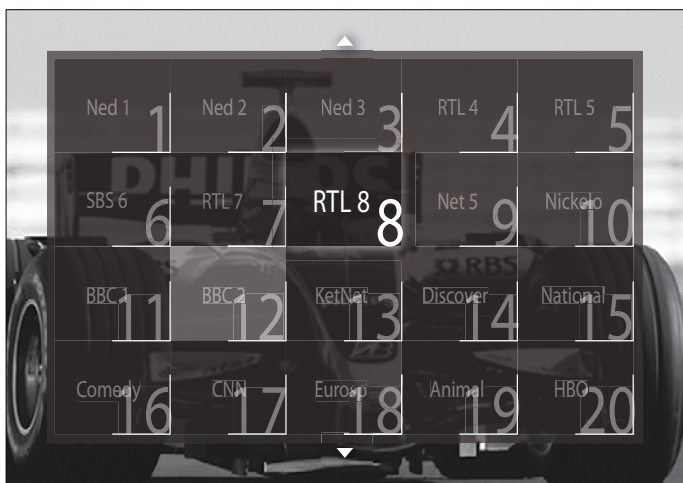 Ned 1 1
Ned 2 2
Ned 3 3
RTL 4 4
RTL 5 5
PHILIPS
SBS 6 6
RTL 7 7
RTL 8 8
Net 5 9
Nickelo 10
RBS
BBC 1 11
BBC 2 12
KetNet 13
Discover 14
National 15
Comedy 16
CNN 17
Eurosp 18
Animal 19
HBO 20